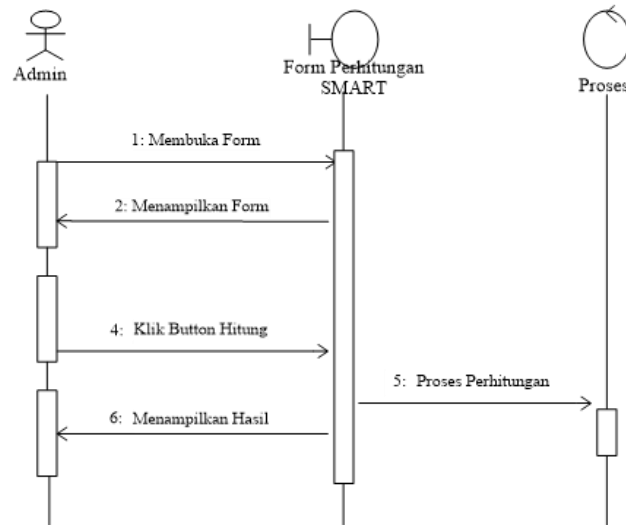 Admin
Form Perhitungan
SMART
Proses
1: Membuka Form
2: Menampilkan Form
4: Klik Button Hitung
5: Proses Perhitungan
6: Menampilkan Hasil